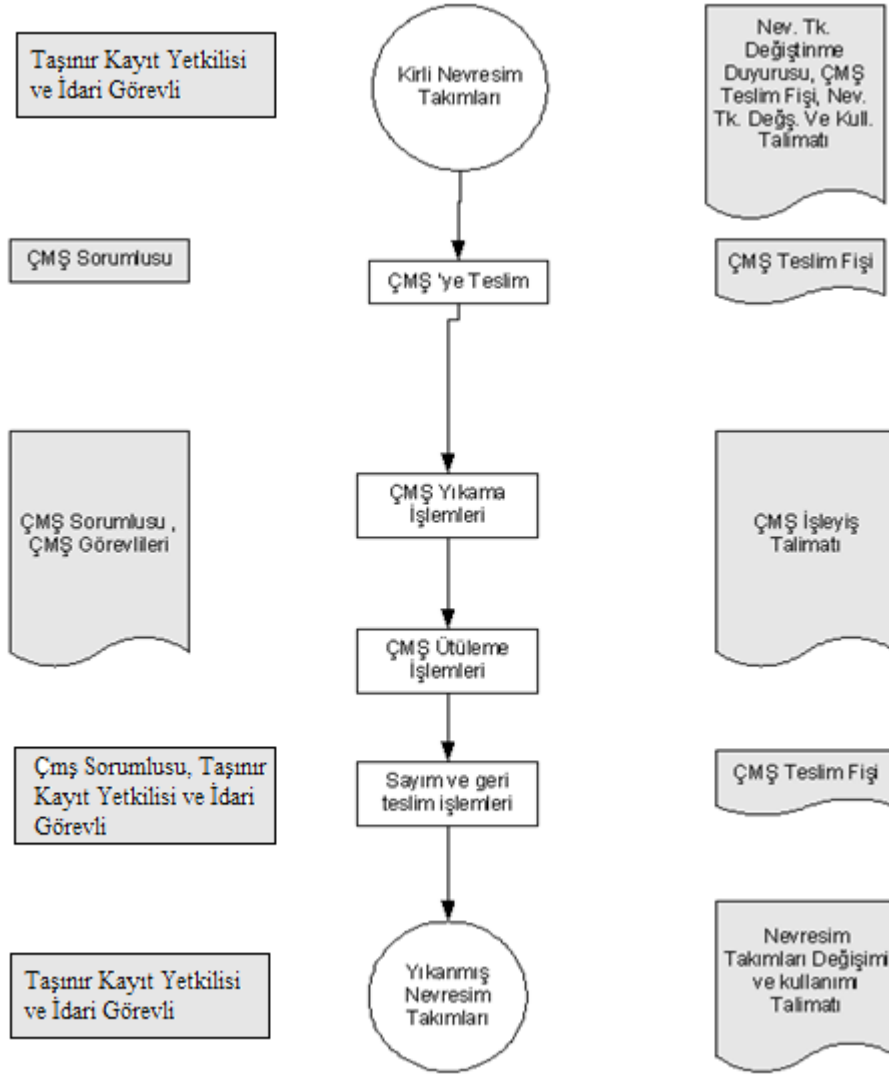 Taşınır Kayıt Yetkilisi
ve İdari Görevli
Kirli Nevresim
Takımları
Nev. Tk.
Değiştinme
Duyurusu, ÇMŞ
Teslim Fişi, Nev.
Tk. Değş. Ve Kull.
Talimatı
ÇMŞ Sorumlusu
ÇMŞ 'ye Teslim
ÇMŞ Teslim Fişi
ÇMŞ Sorumlusu ,
ÇMŞ Görevlileri
ÇMŞ Yıkama
İşlemleri
ÇMŞ İşleyiş
Talimatı
ÇMŞ Ütüleme
İşlemleri
Çmş Sorumlusu, Taşınır
Kayıt Yetkilisi ve İdari
Görevli
Sayım ve geri
teslim işlemleri
ÇMŞ Teslim Fişi
Taşınır Kayıt Yetkilisi
ve İdari Görevli
Yıkanmış
Nevresim
Takımları
Nevresim
Takımları Değişimi
ve kullanımı
Talimatı